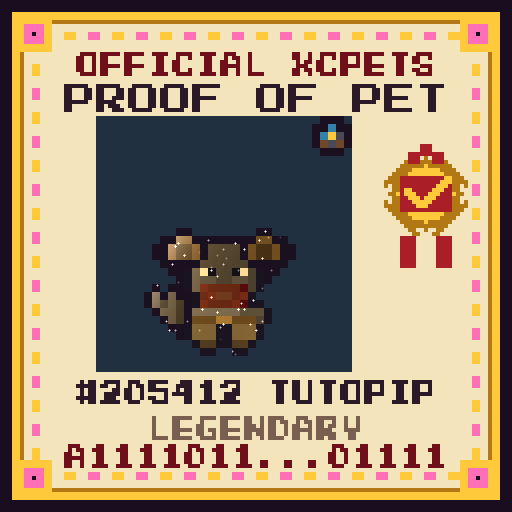 OFFICIAL XCPETS
PROOF OF PET
#205412 TUTOPIP
LEGENDARY
A1111011...01111